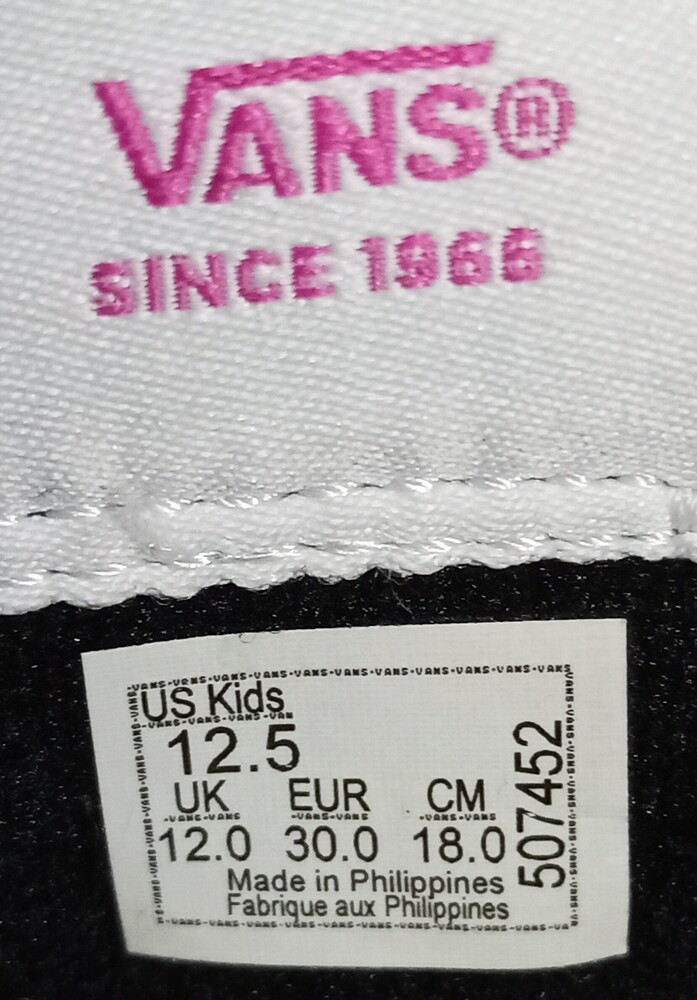 VANS®
SINCE 1966
US Kids
12.5
UK EUR CM
12.0 30.0 18.0
507452
Made in Philippines
Fabrique aux Philippines